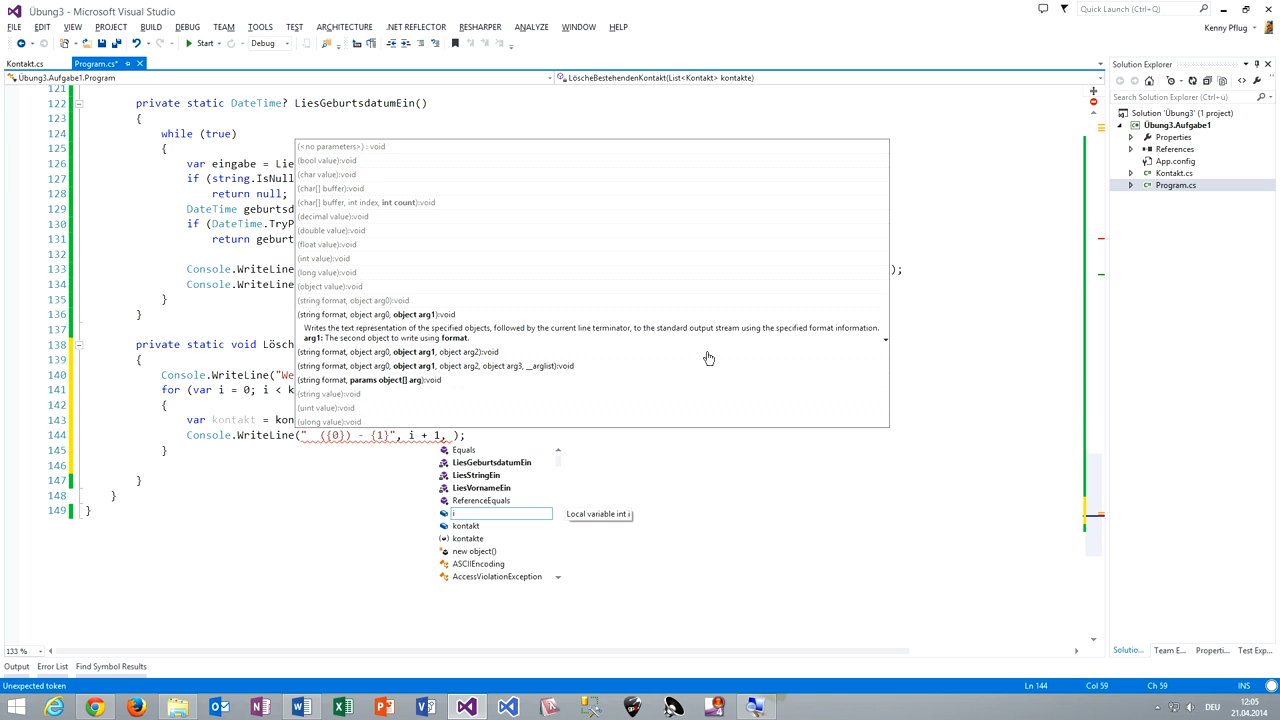 Übung3 - Microsoft Visual Studio
Quick Launch (Ctrl+Q)
FILE EDIT VIEW PROJECT BUILD DEBUG TEAM TOOLS TEST ARCHITECTURE .NET REFLECTOR RESHARPER ANALYZE WINDOW HELP
Kenny Pflug
Start Debug
Kontakt.cs Program.cs*
Übung3.Aufgabe1.Program
LöscheBestehendenKontakt(List<Kontakt> kontakte)
121
122 private static DateTime? LiesGeburtsdatumEin()
123 {
124 while (true)
125 {
126 var eingabe = Lie
127 if (string.IsNull
128 return null;
129 DateTime geburtsd
130 if (DateTime.TryP
131 return geburt
132
133 Console.WriteLine );
134 Console.WriteLine
135 }
136 }
137
138 private static void Lösch
139 {
140 Console.WriteLine("We
141 for (var i = 0; i < k
142 {
143 var kontakt = kon
144 Console.WriteLine("  ({0}) - {1}", i + 1, );
145 }
146
147 }
148 }
149 }
(<no parameters>) : void
(bool value):void
(char value):void
(char[] buffer):void
(char[] buffer, int index, int count):void
(decimal value):void
(double value):void
(float value):void
(int value):void
(long value):void
(object value):void
(string format, object arg0):void
(string format, object arg0, object arg1):void
Writes the text representation of the specified objects, followed by the current line terminator, to the standard output stream using the specified format information.
arg1: The second object to write using format.
(string format, object arg0, object arg1, object arg2):void
(string format, object arg0, object arg1, object arg2, object arg3, __arglist):void
(string format, params object[] arg):void
(string value):void
(uint value):void
(ulong value):void
Equals
LiesGeburtsdatumEin
LiesStringEin
LiesVornameEin
ReferenceEquals
i
Local variable int i
kontakt
kontakte
new object()
ASCIIEncoding
AccessViolationException
Solution Explorer
Search Solution Explorer (Ctrl+ü)
Solution 'Übung3' (1 project)
Übung3.Aufgabe1
Properties
References
App.config
Kontakt.cs
Program.cs
133 %
Solutio... Team E... Properti... Test Exp...
Output Error List Find Symbol Results
Unexpected token
Ln 144 Col 59 Ch 59 INS
DEU
12:05
21.04.2014